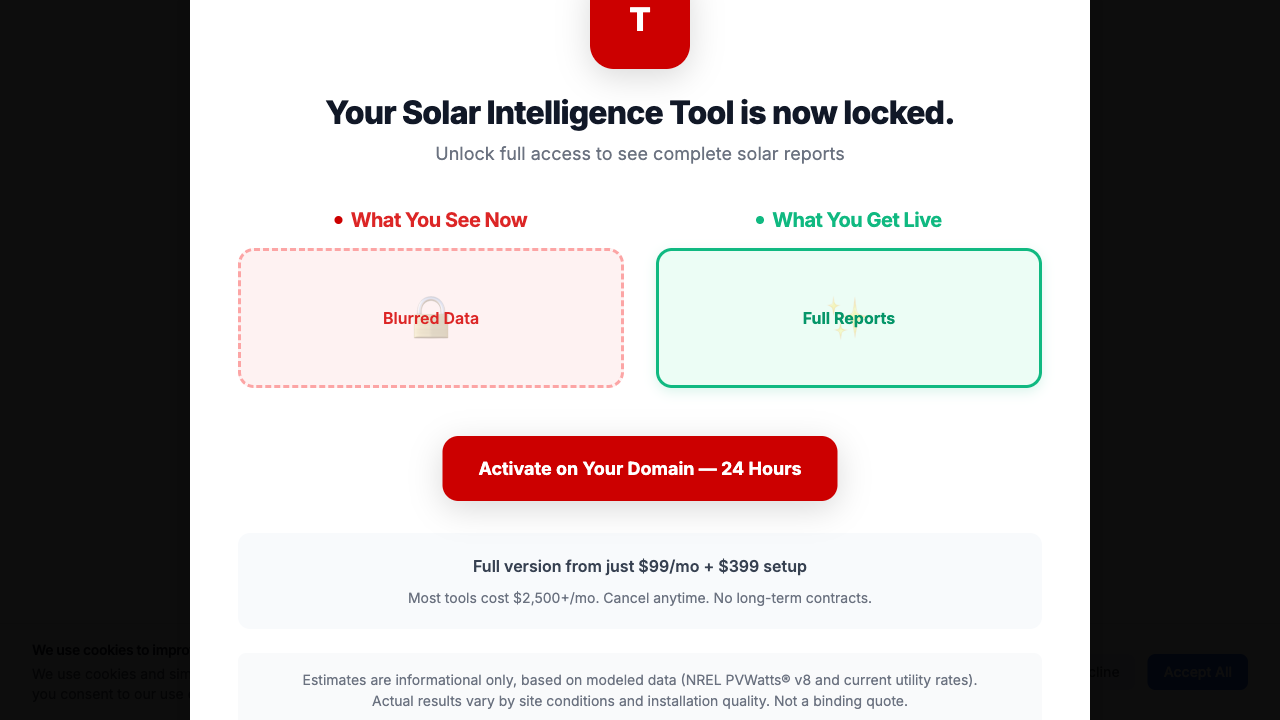 T
Your Solar Intelligence Tool is now locked.
Unlock full access to see complete solar reports
• What You See Now
Blurred Data
• What You Get Live
Full Reports
Activate on Your Domain — 24 Hours
Full version from just $99/mo + $399 setup
Most tools cost $2,500+/mo. Cancel anytime. No long-term contracts.
Estimates are informational only, based on modeled data (NREL PVWatts® v8 and current utility rates).
Actual results vary by site conditions and installation quality. Not a binding quote.
We use cookies to impro
We use cookies and sim
you consent to our use
cline
Accept All